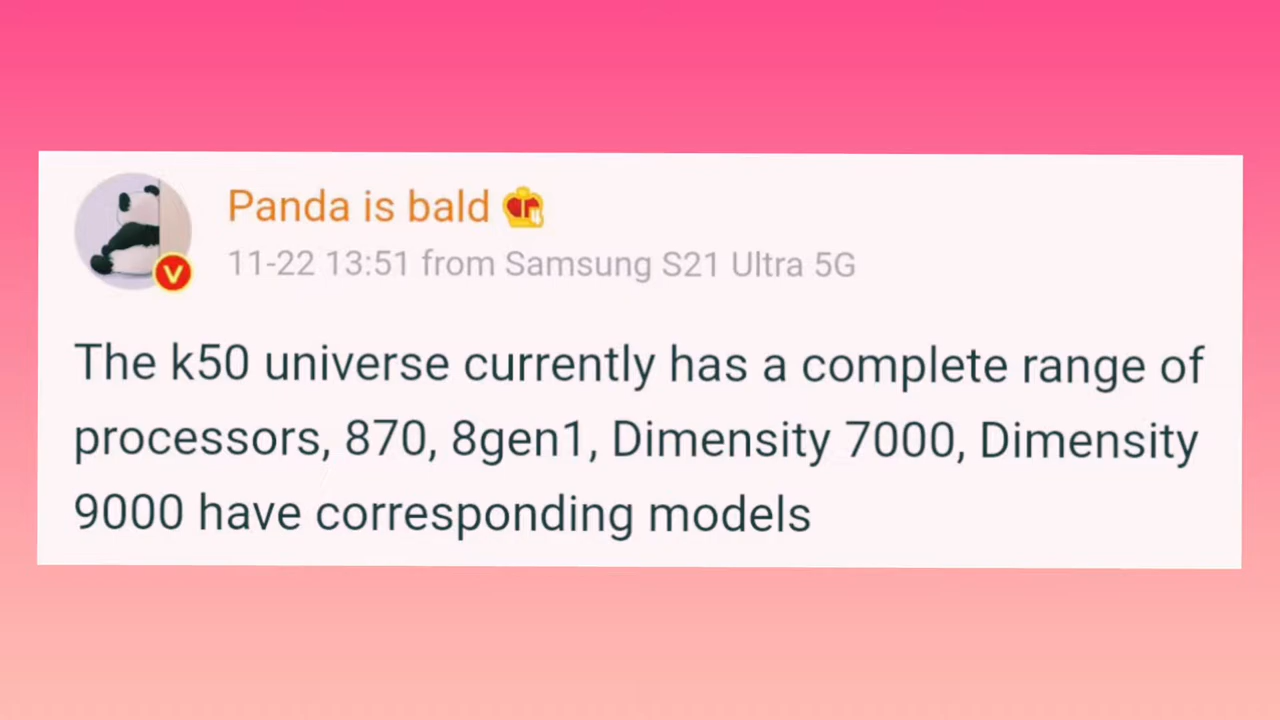 Panda is bald
11-22 13:51 from Samsung S21 Ultra 5G
The k50 universe currently has a complete range of
processors, 870, 8gen1, Dimensity 7000, Dimensity
9000 have corresponding models